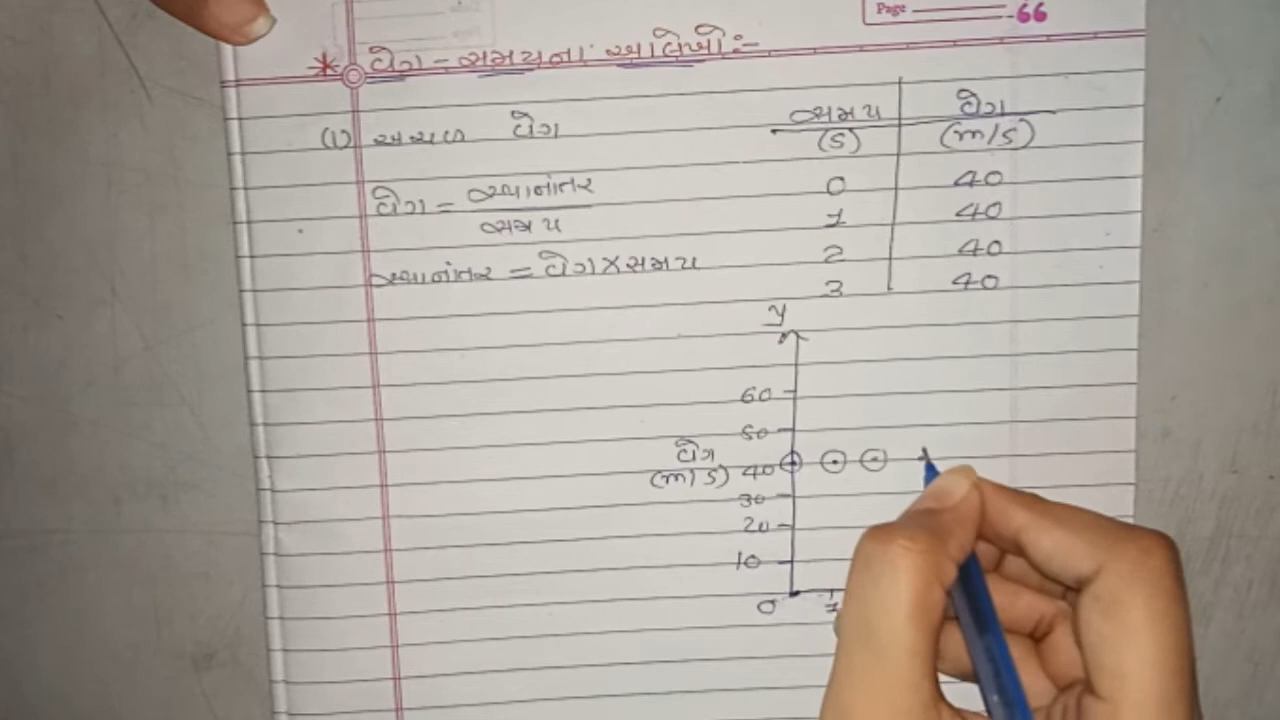 Page 66
* વેગ - સમયના આલેખો :-
(1) અચળ વેગ
વેગ = સ્થાનાંતર / સમય
સ્થાનાંતર = વેગ × સમય
સમય (s) વેગ (m/s)
0 40
1 40
2 40
3 40
y
60
50
વેગ (m/s) 40
30
20
10
0 1